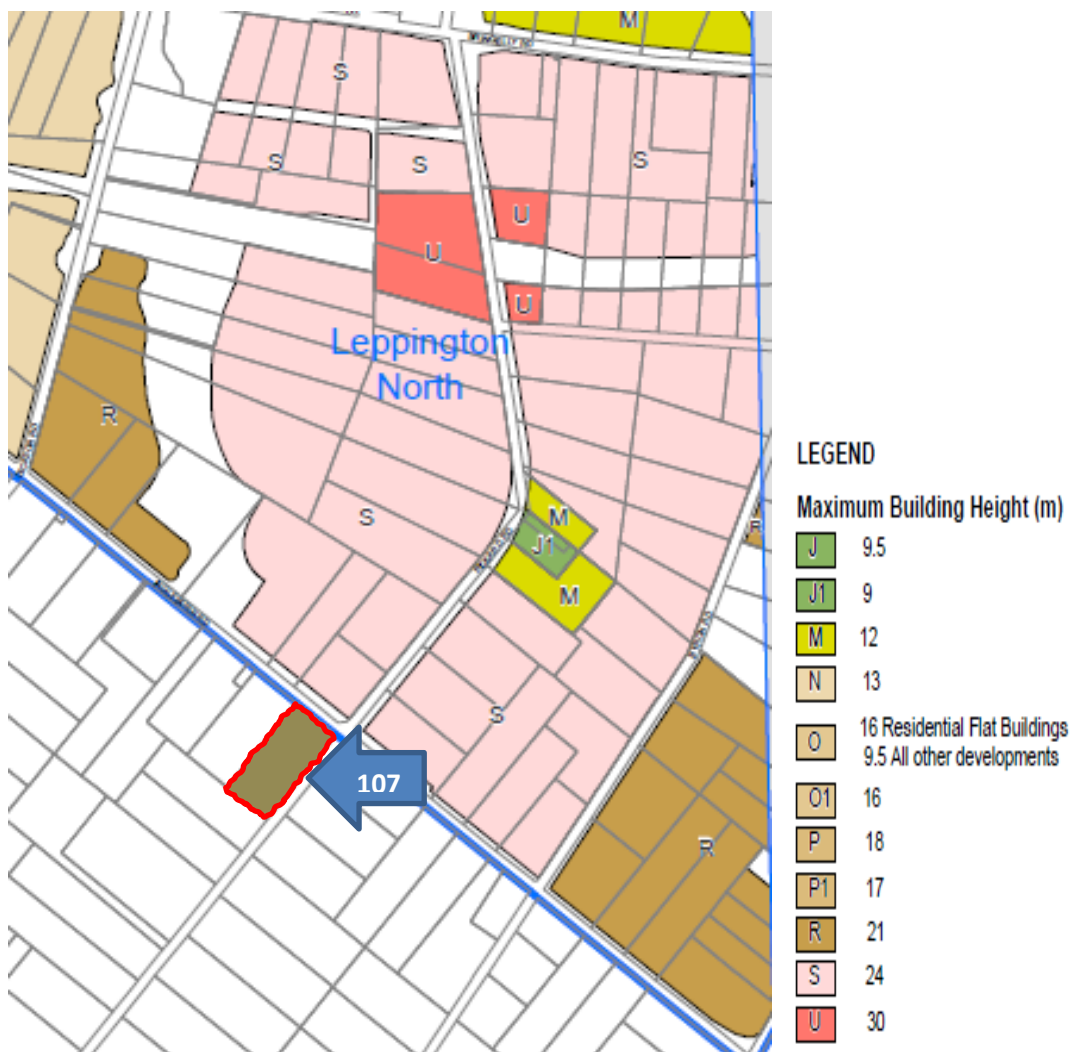 M
S
S
S
S
U
U
U
Leppington
North
R
S
M
J1
M
R
S
107
R
LEGEND
Maximum Building Height (m)
J 9.5
J1 9
M 12
N 13
O 16 Residential Flat Buildings
9.5 All other developments
O1 16
P 18
P1 17
R 21
S 24
U 30